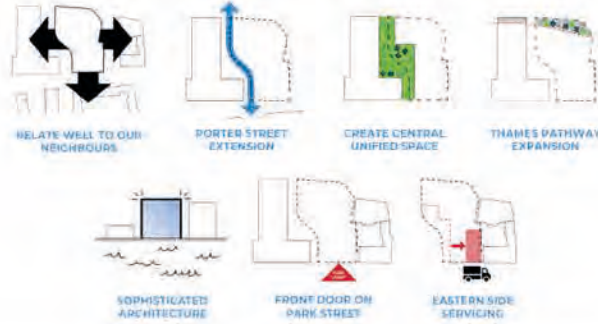 RELATE WELL TO OUR
NEIGHBOURS
PORTER STREET
EXTENSION
CREATE CENTRAL
UNIFIED SPACE
THAMES PATHWAY
EXPANSION
SOPHISTICATED
ARCHITECTURE
FRONT DOOR ON
PARK STREET
EASTERN SIDE
SERVICING